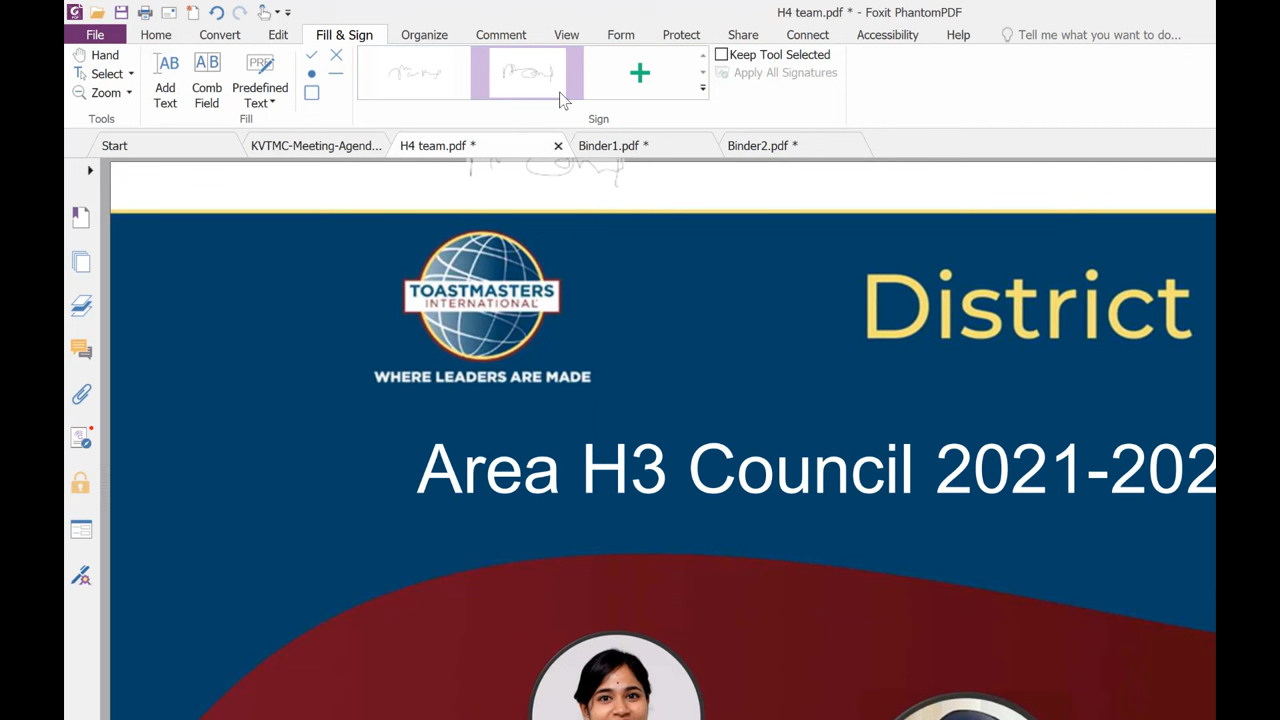 H4 team.pdf * - Foxit PhantomPDF
File Home Convert Edit Fill & Sign Organize Comment View Form Protect Share Connect Accessibility Help Tell me what you want to do...
Hand
Select
Zoom
Tools
Add Text
Comb Field
PRE
Predefined Text
Fill
Sign
Keep Tool Selected
Apply All Signatures
Start KVTMC-Meeting-Agend... H4 team.pdf * Binder1.pdf * Binder2.pdf *
TOASTMASTERS
INTERNATIONAL
WHERE LEADERS ARE MADE
District
Area H3 Council 2021-202